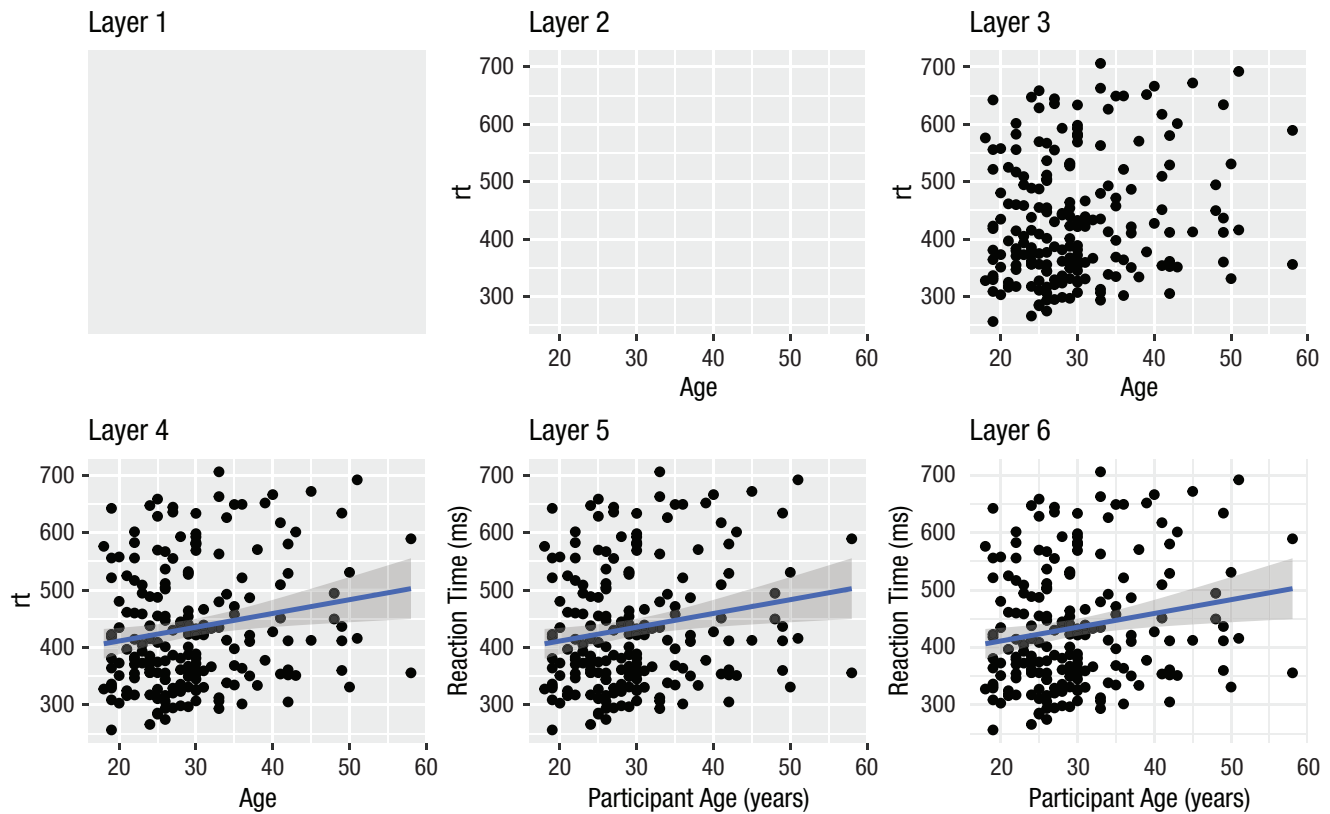 Layer 1
Layer 2
700
600
500
400
300
rt
20 30 40 50 60
Age
Layer 3
700
600
500
400
300
rt
20 30 40 50 60
Age
Layer 4
700
600
500
400
300
rt
20 30 40 50 60
Age
Layer 5
700
600
500
400
300
Reaction Time (ms)
20 30 40 50 60
Participant Age (years)
Layer 6
700
600
500
400
300
Reaction Time (ms)
20 30 40 50 60
Participant Age (years)